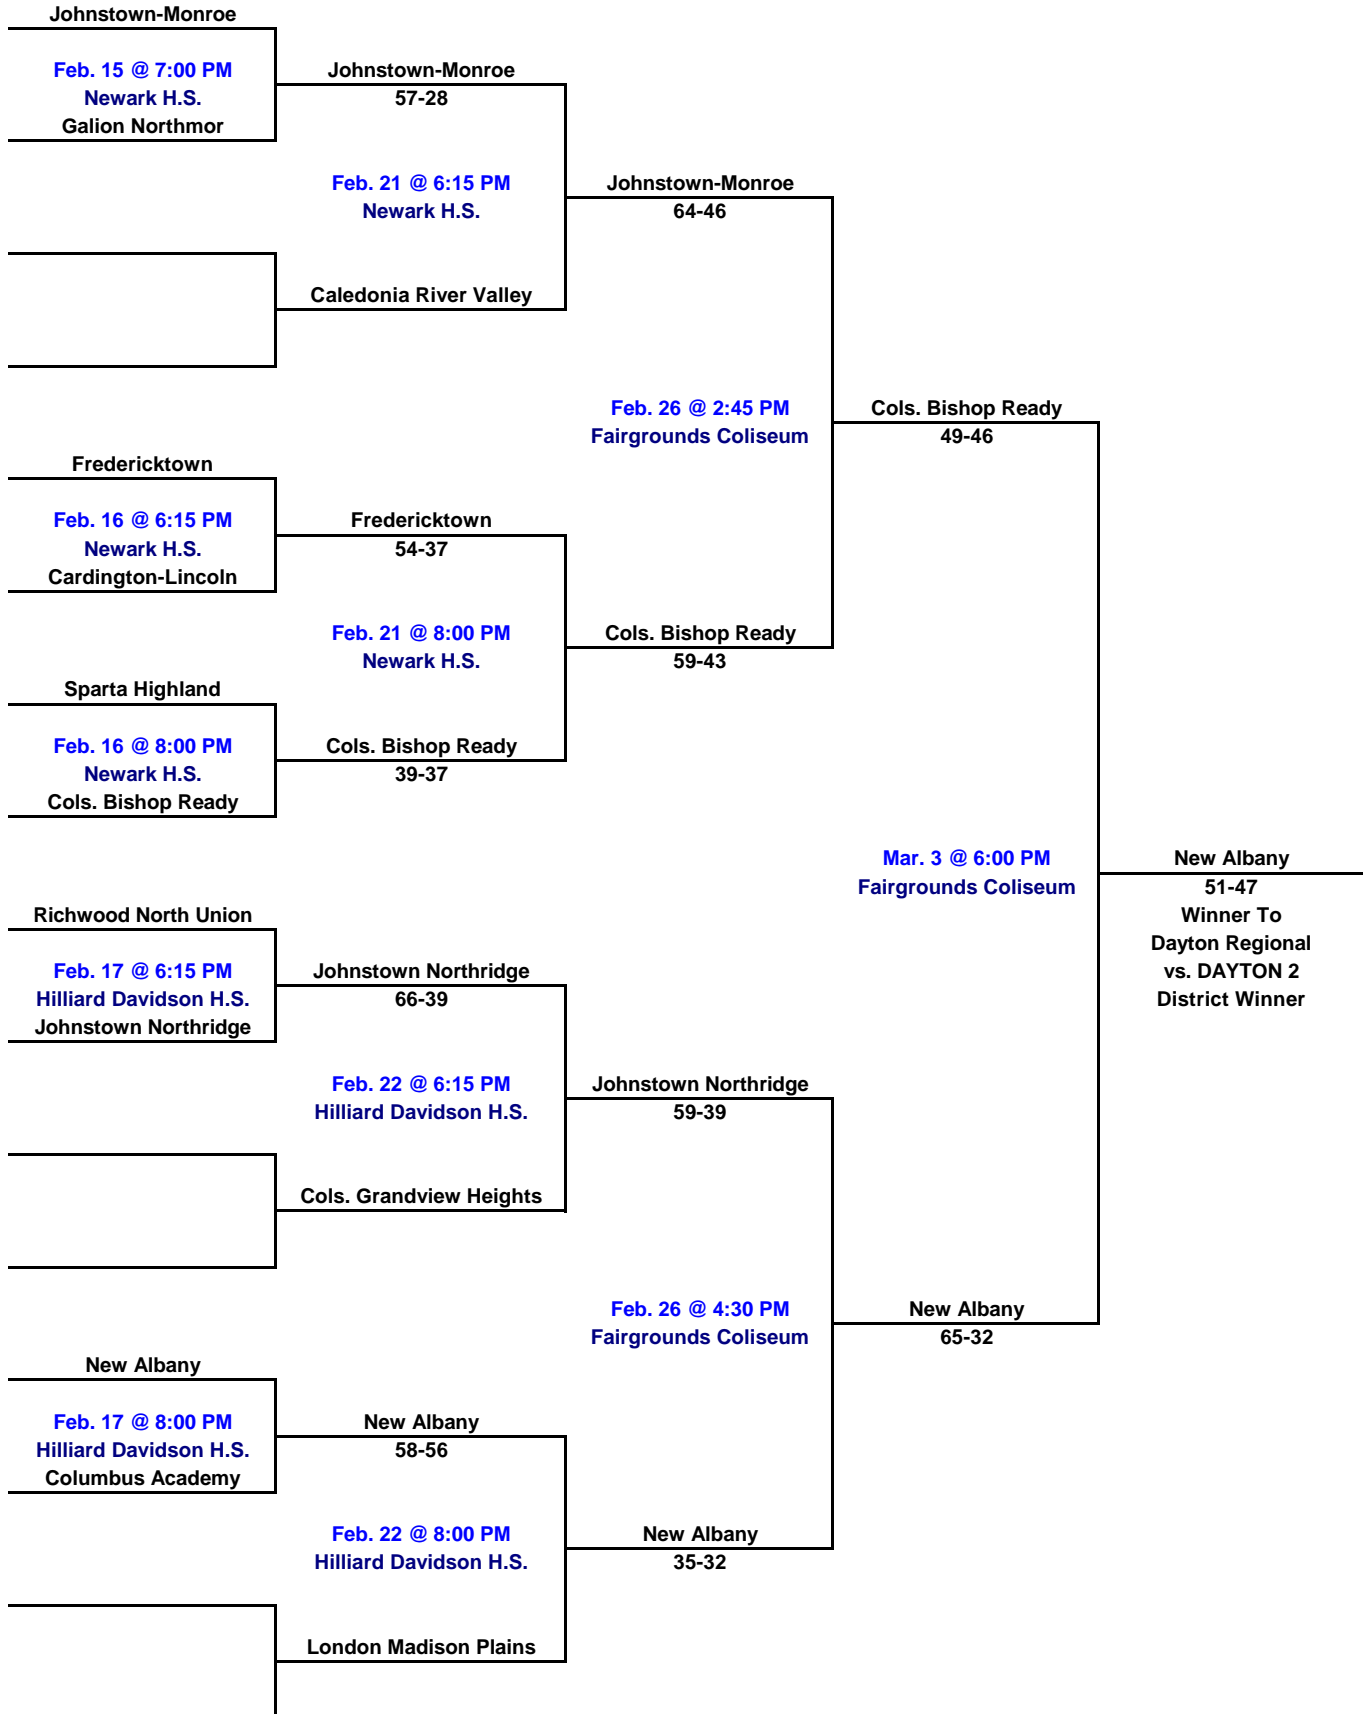 Johnstown-Monroe
Feb. 15 @ 7:00 PM
Newark H.S.
Galion Northmor
Johnstown-Monroe
57-28
Feb. 21 @ 6:15 PM
Newark H.S.
Caledonia River Valley
Johnstown-Monroe
64-46
Feb. 26 @ 2:45 PM
Fairgrounds Coliseum
Cols. Bishop Ready
49-46
Fredericktown
Feb. 16 @ 6:15 PM
Newark H.S.
Cardington-Lincoln
Fredericktown
54-37
Feb. 21 @ 8:00 PM
Newark H.S.
Cols. Bishop Ready
59-43
Sparta Highland
Feb. 16 @ 8:00 PM
Newark H.S.
Cols. Bishop Ready
Cols. Bishop Ready
39-37
Mar. 3 @ 6:00 PM
Fairgrounds Coliseum
New Albany
51-47
Winner To
Dayton Regional
vs. DAYTON 2
District Winner
Richwood North Union
Feb. 17 @ 6:15 PM
Hilliard Davidson H.S.
Johnstown Northridge
Johnstown Northridge
66-39
Feb. 22 @ 6:15 PM
Hilliard Davidson H.S.
Cols. Grandview Heights
Johnstown Northridge
59-39
Feb. 26 @ 4:30 PM
Fairgrounds Coliseum
New Albany
65-32
New Albany
Feb. 17 @ 8:00 PM
Hilliard Davidson H.S.
Columbus Academy
New Albany
58-56
Feb. 22 @ 8:00 PM
Hilliard Davidson H.S.
New Albany
35-32
London Madison Plains